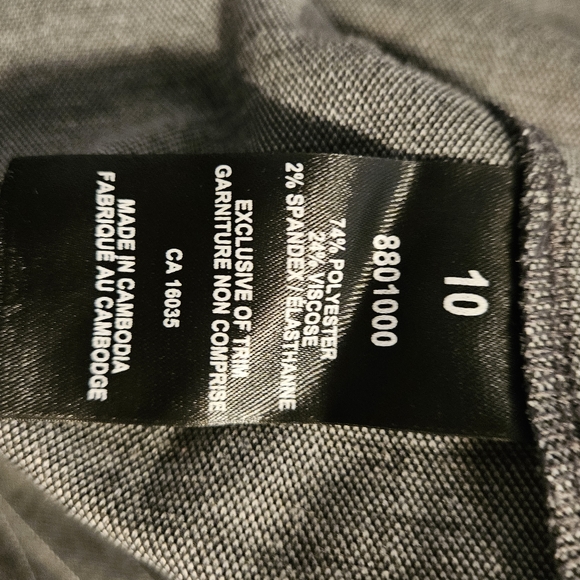 10
8801000
74% POLYESTER
24% VISCOSE
2% SPANDEX / ELASTHANNE
EXCLUSIVE OF TRIM
GARNITURE NON COMPRISE
CA 16035
MADE IN CAMBODIA
FABRIQUÉ AU CAMBODGE